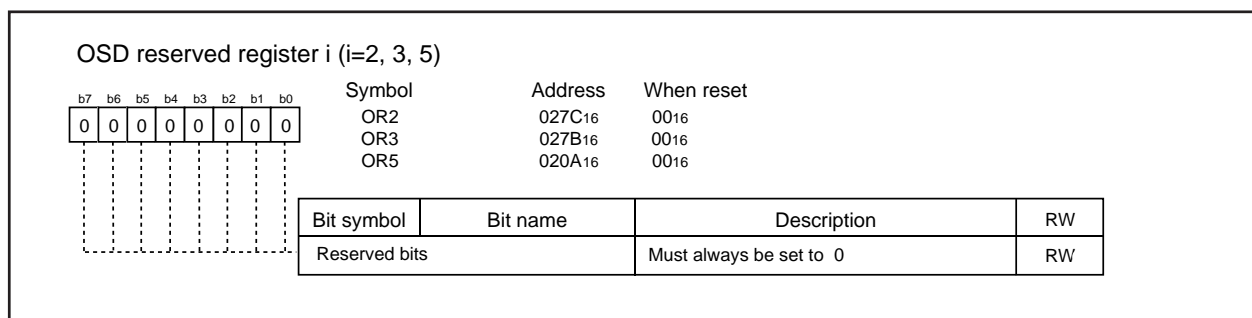 OSD reserved register i (i=2, 3, 5)
b7 b6 b5 b4 b3 b2 b1 b0
0 0 0 0 0 0 0 0
Symbol Address When reset
OR2 027C16 0016
OR3 027B16 0016
OR5 020A16 0016
Bit symbol Bit name Description RW
Reserved bits Must always be set to 0 RW